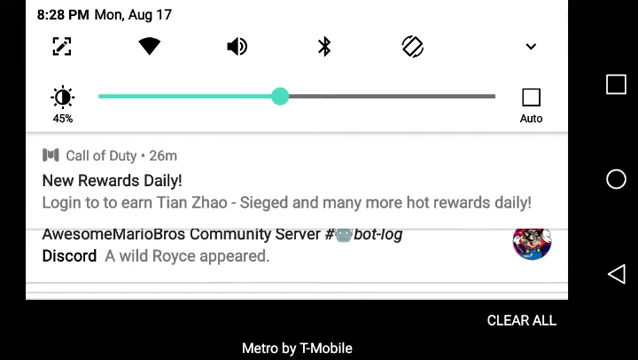 8:28 PM Mon, Aug 17
45%
Auto
Call of Duty • 26m
New Rewards Daily!
Login to to earn Tian Zhao - Sieged and many more hot rewards daily!
AwesomeMarioBros Community Server #🤖bot-log
Discord A wild Royce appeared.
CLEAR ALL
Metro by T-Mobile